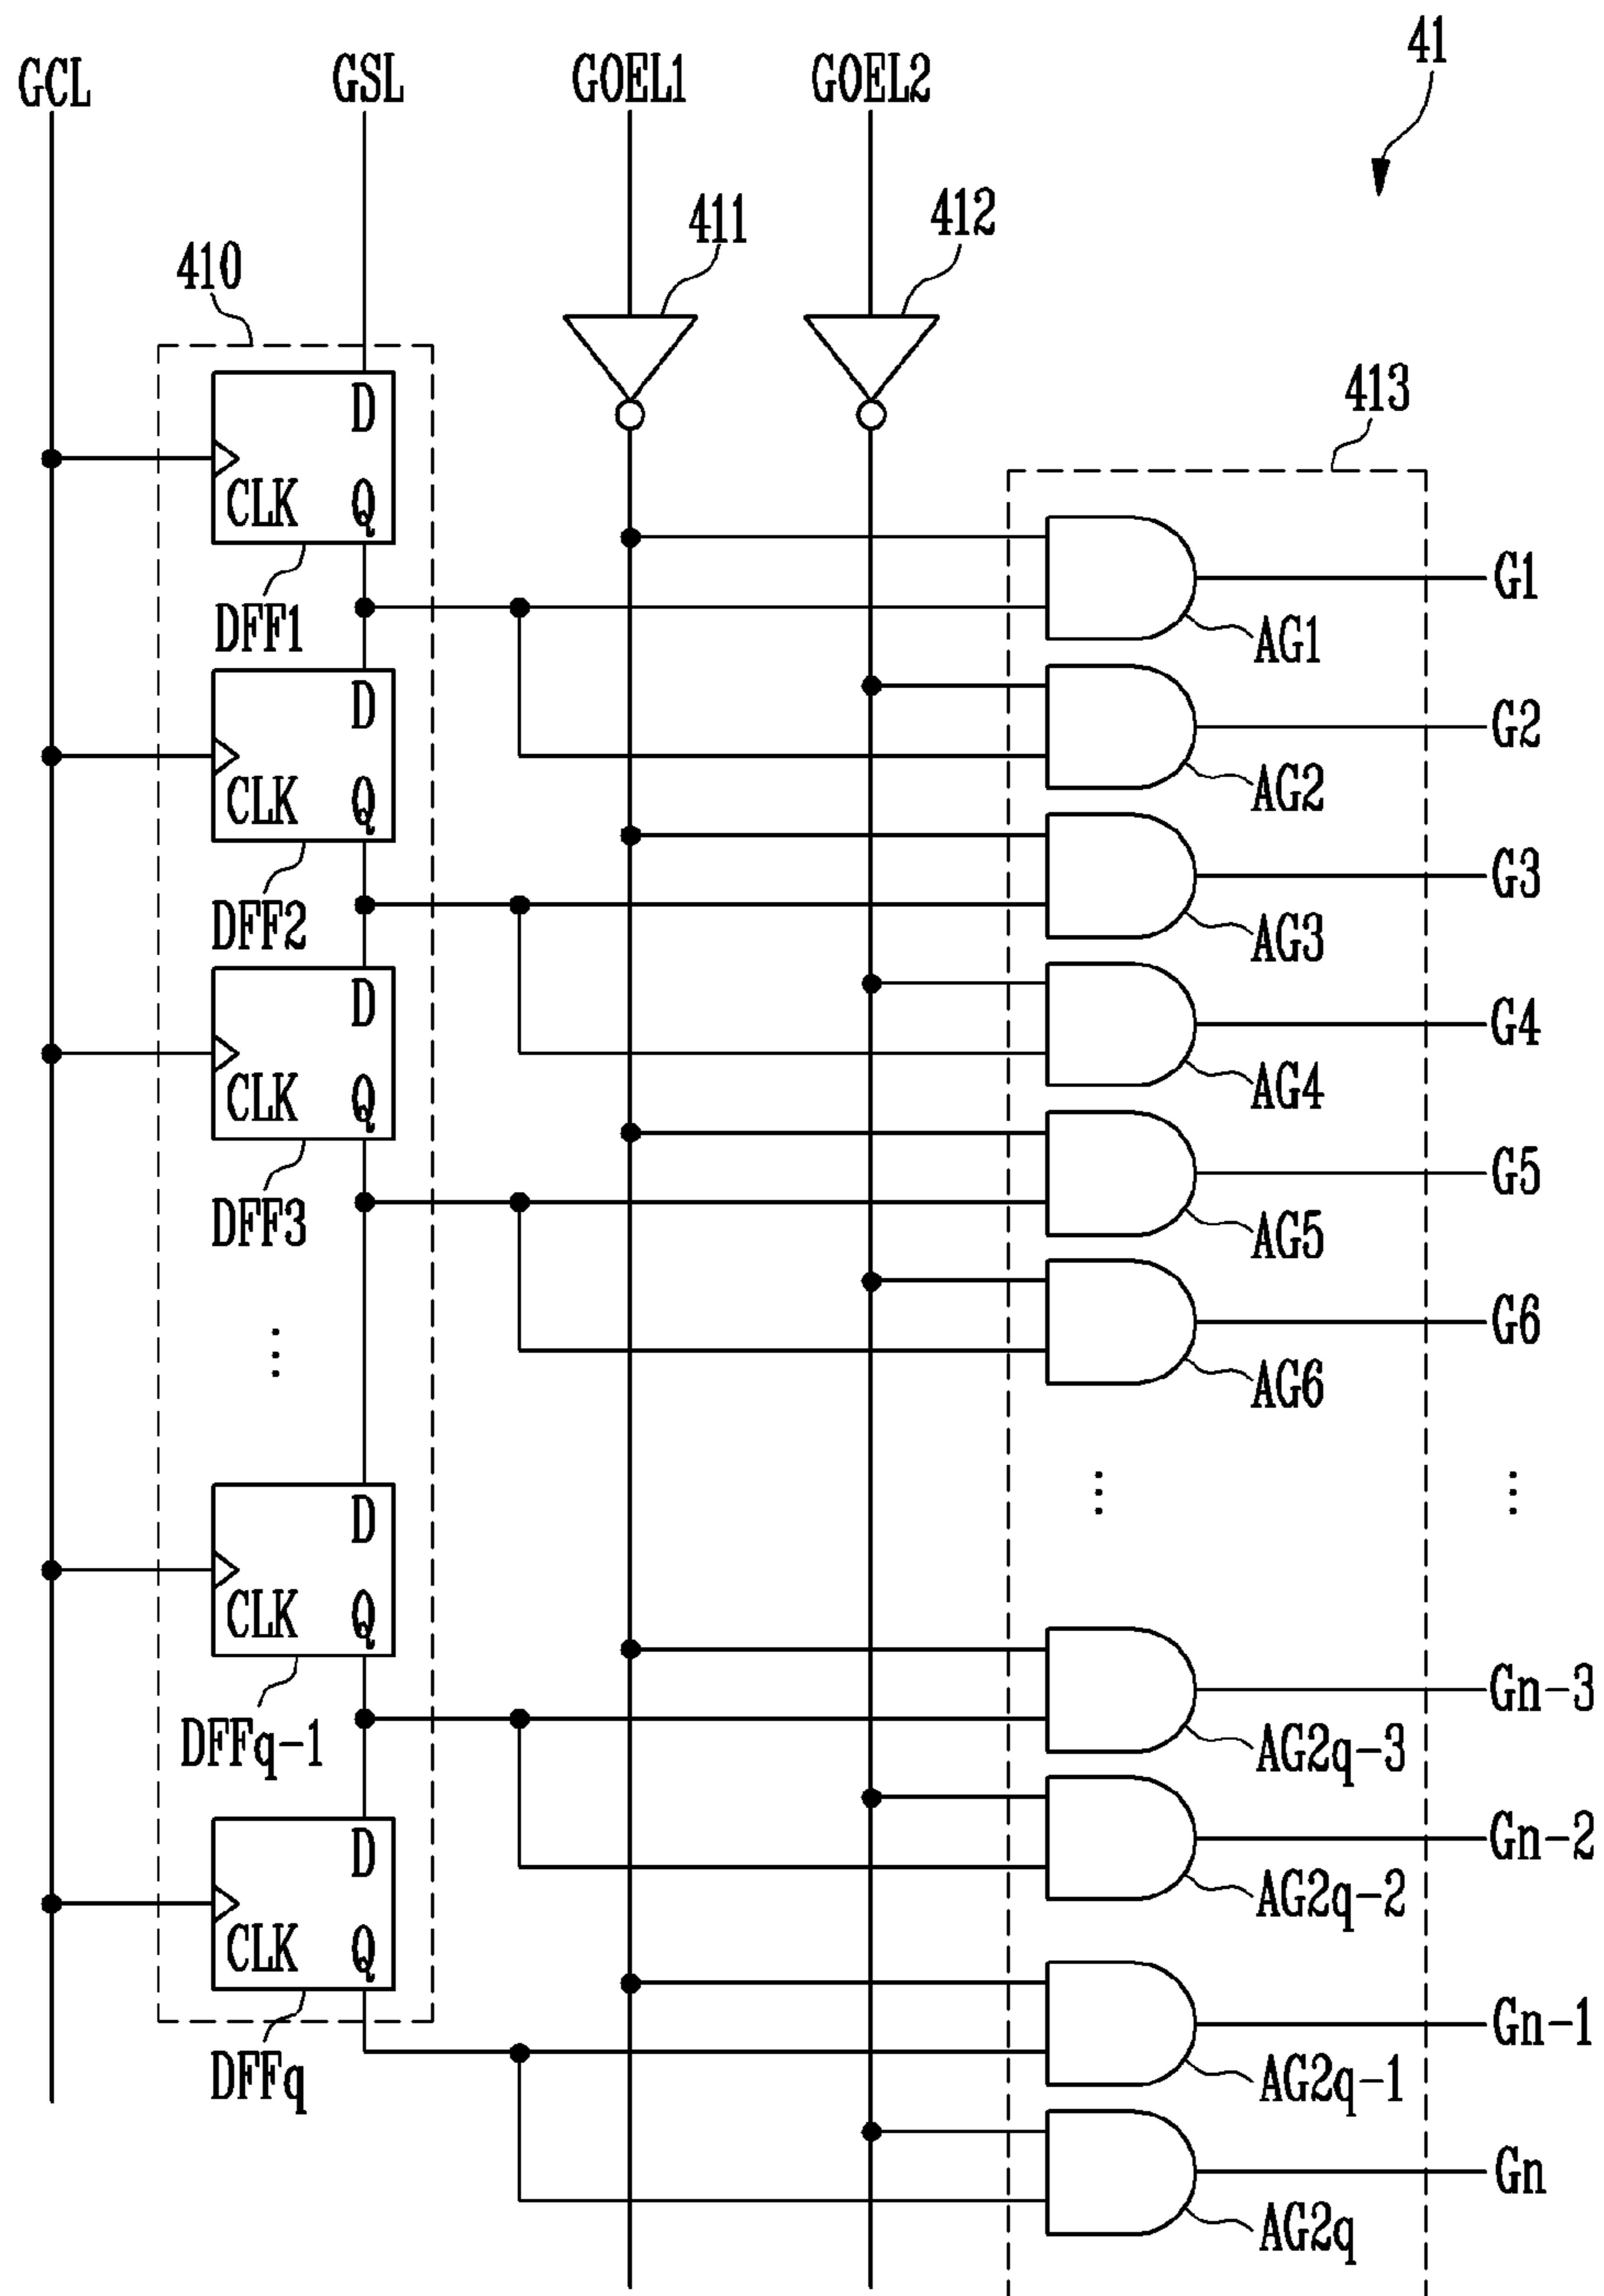 41
GCL GSL GOEL1 GOEL2
411 412
410
413
D
CLK Q
DFF1
G1
AG1
D
CLK Q
DFF2
G2
AG2
G3
AG3
D
CLK Q
DFF3
G4
AG4
G5
AG5
G6
AG6
D
CLK Q
DFFq-1
Gn-3
AG2q-3
D
CLK Q
DFFq
Gn-2
AG2q-2
Gn-1
AG2q-1
Gn
AG2q